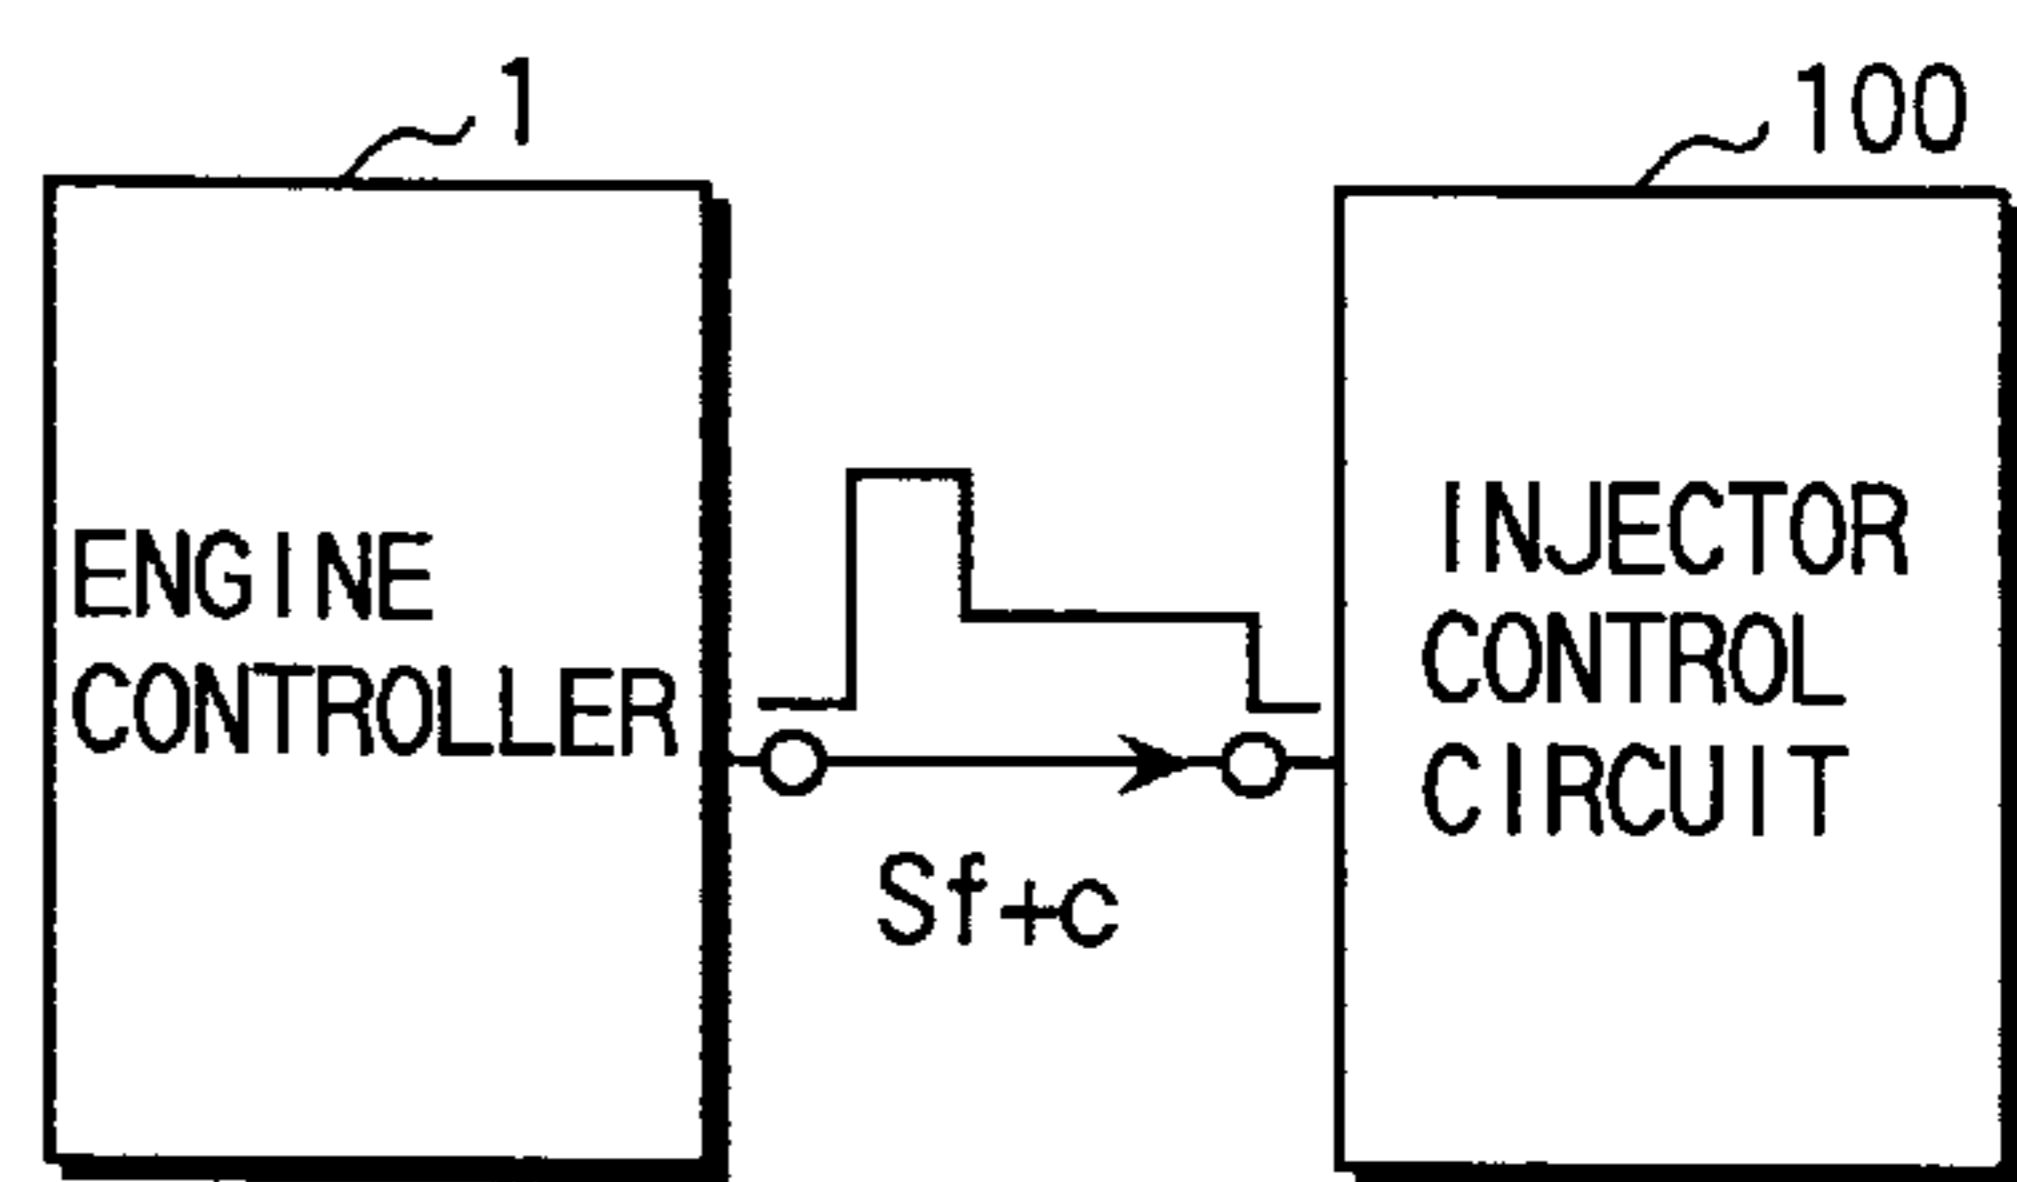 1
100
ENGINE
CONTROLLER
INJECTOR
CONTROL
CIRCUIT
Sf+c